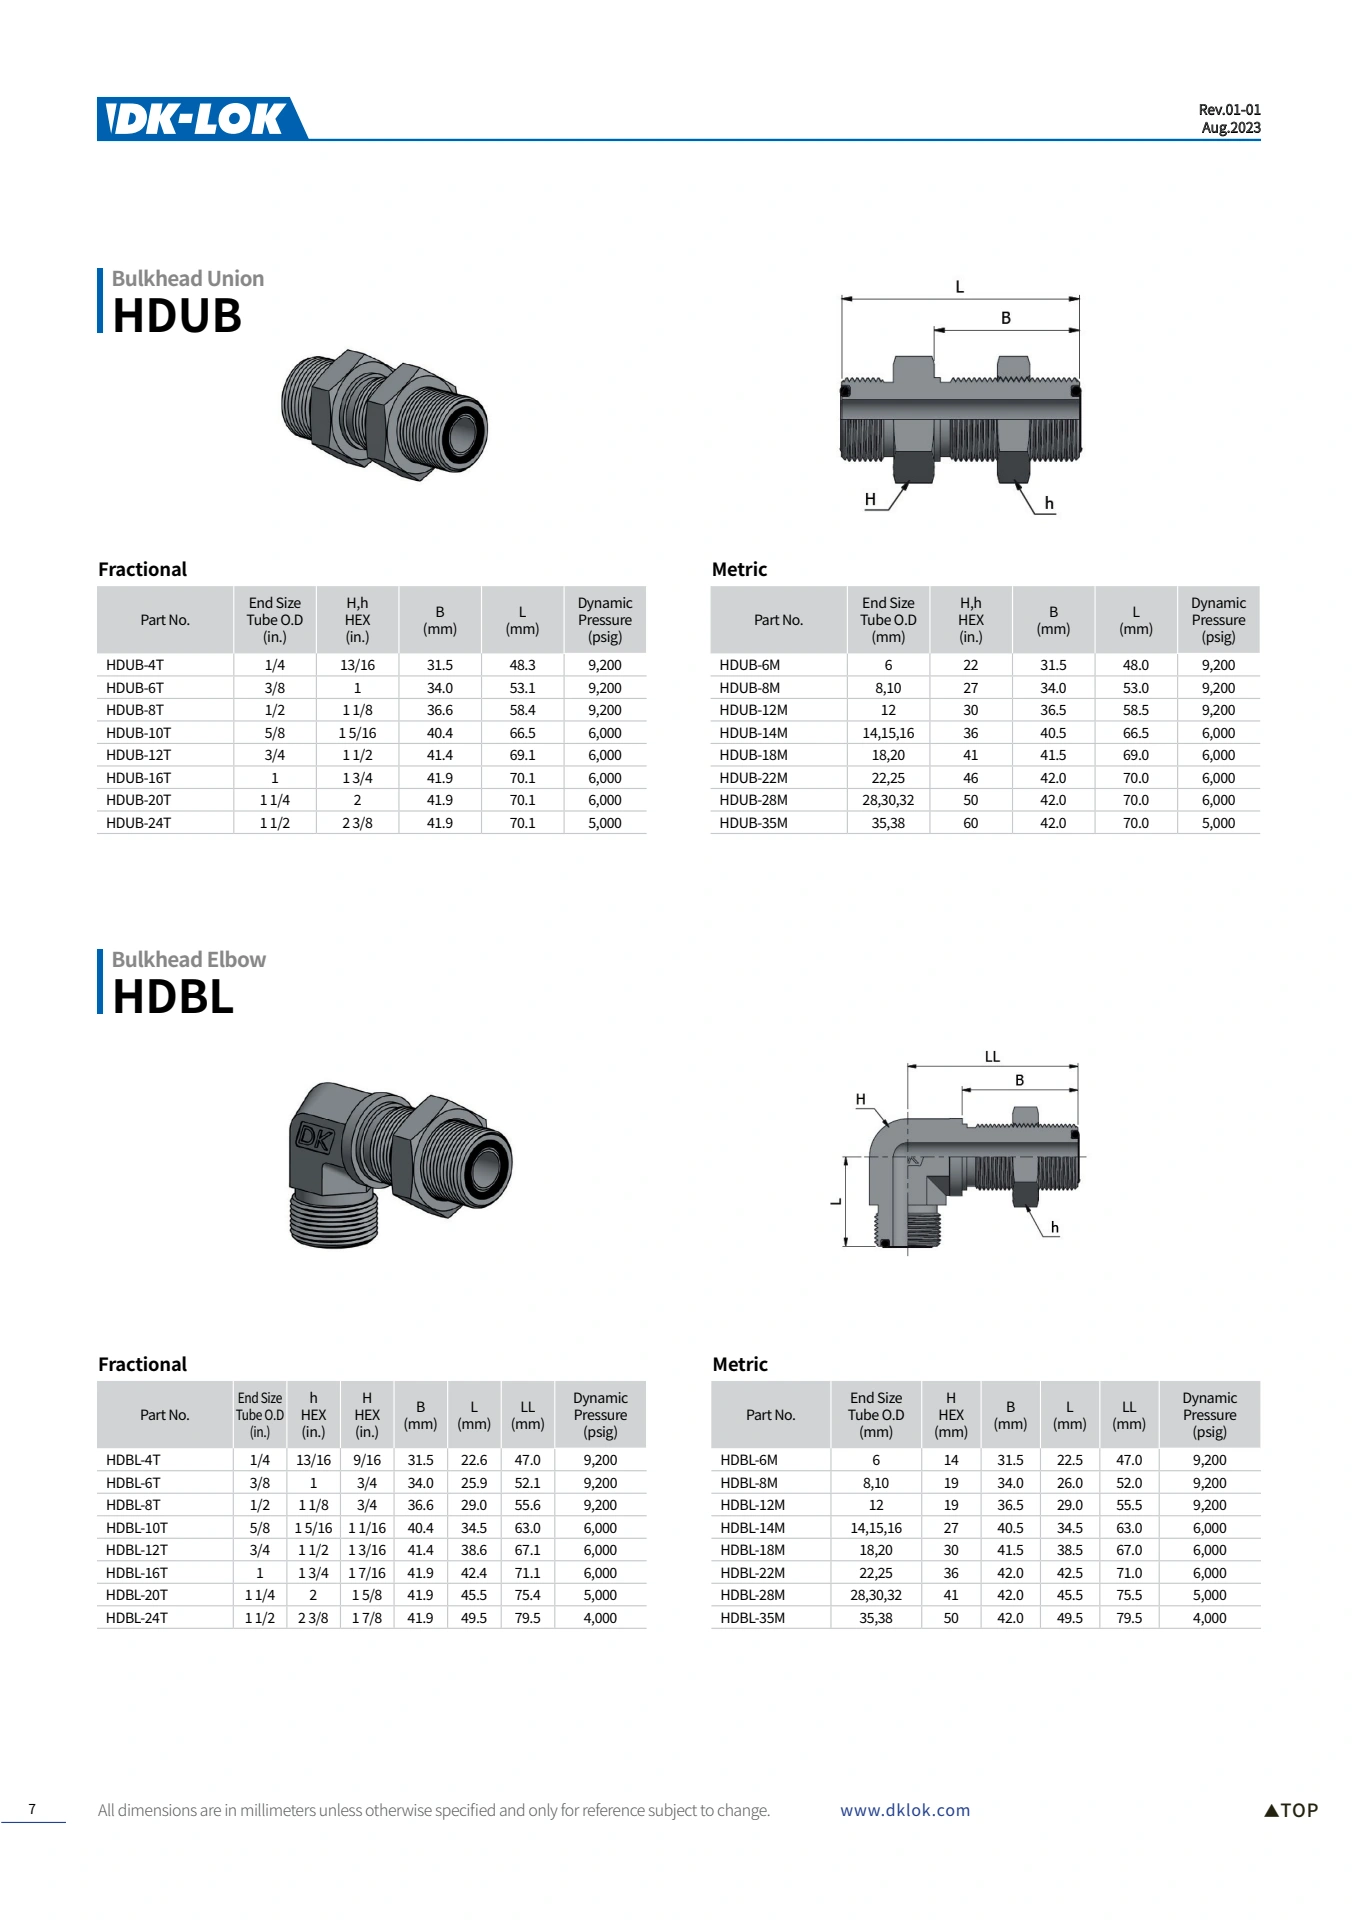 DK-LOK
Rev.01-01
Aug.2023
Bulkhead Union
HDUB
L
B
H
h
Fractional
Part No. End Size Tube O.D (in.) H,h HEX (in.) B (mm) L (mm) Dynamic Pressure (psig)
HDUB-4T 1/4 13/16 31.5 48.3 9,200
HDUB-6T 3/8 1 34.0 53.1 9,200
HDUB-8T 1/2 1 1/8 36.6 58.4 9,200
HDUB-10T 5/8 1 5/16 40.4 66.5 6,000
HDUB-12T 3/4 1 1/2 41.4 69.1 6,000
HDUB-16T 1 1 3/4 41.9 70.1 6,000
HDUB-20T 1 1/4 2 41.9 70.1 6,000
HDUB-24T 1 1/2 2 3/8 41.9 70.1 5,000
Metric
Part No. End Size Tube O.D (mm) H,h HEX (in.) B (mm) L (mm) Dynamic Pressure (psig)
HDUB-6M 6 22 31.5 48.0 9,200
HDUB-8M 8,10 27 34.0 53.0 9,200
HDUB-12M 12 30 36.5 58.5 9,200
HDUB-14M 14,15,16 36 40.5 66.5 6,000
HDUB-18M 18,20 41 41.5 69.0 6,000
HDUB-22M 22,25 46 42.0 70.0 6,000
HDUB-28M 28,30,32 50 42.0 70.0 6,000
HDUB-35M 35,38 60 42.0 70.0 5,000
Bulkhead Elbow
HDBL
DK
LL
B
H
L
h
Fractional
Part No. End Size Tube O.D (in.) h HEX (in.) H HEX (in.) B (mm) L (mm) LL (mm) Dynamic Pressure (psig)
HDBL-4T 1/4 13/16 9/16 31.5 22.6 47.0 9,200
HDBL-6T 3/8 1 3/4 34.0 25.9 52.1 9,200
HDBL-8T 1/2 1 1/8 3/4 36.6 29.0 55.6 9,200
HDBL-10T 5/8 1 5/16 1 1/16 40.4 34.5 63.0 6,000
HDBL-12T 3/4 1 1/2 1 3/16 41.4 38.6 67.1 6,000
HDBL-16T 1 1 3/4 1 7/16 41.9 42.4 71.1 6,000
HDBL-20T 1 1/4 2 1 5/8 41.9 45.5 75.4 5,000
HDBL-24T 1 1/2 2 3/8 1 7/8 41.9 49.5 79.5 4,000
Metric
Part No. End Size Tube O.D (mm) H HEX (mm) B (mm) L (mm) LL (mm) Dynamic Pressure (psig)
HDBL-6M 6 14 31.5 22.5 47.0 9,200
HDBL-8M 8,10 19 34.0 26.0 52.0 9,200
HDBL-12M 12 19 36.5 29.0 55.5 9,200
HDBL-14M 14,15,16 27 40.5 34.5 63.0 6,000
HDBL-18M 18,20 30 41.5 38.5 67.0 6,000
HDBL-22M 22,25 36 42.0 42.5 71.0 6,000
HDBL-28M 28,30,32 41 42.0 45.5 75.5 5,000
HDBL-35M 35,38 50 42.0 49.5 79.5 4,000
7
All dimensions are in millimeters unless otherwise specified and only for reference subject to change.
www.dklok.com
▲TOP